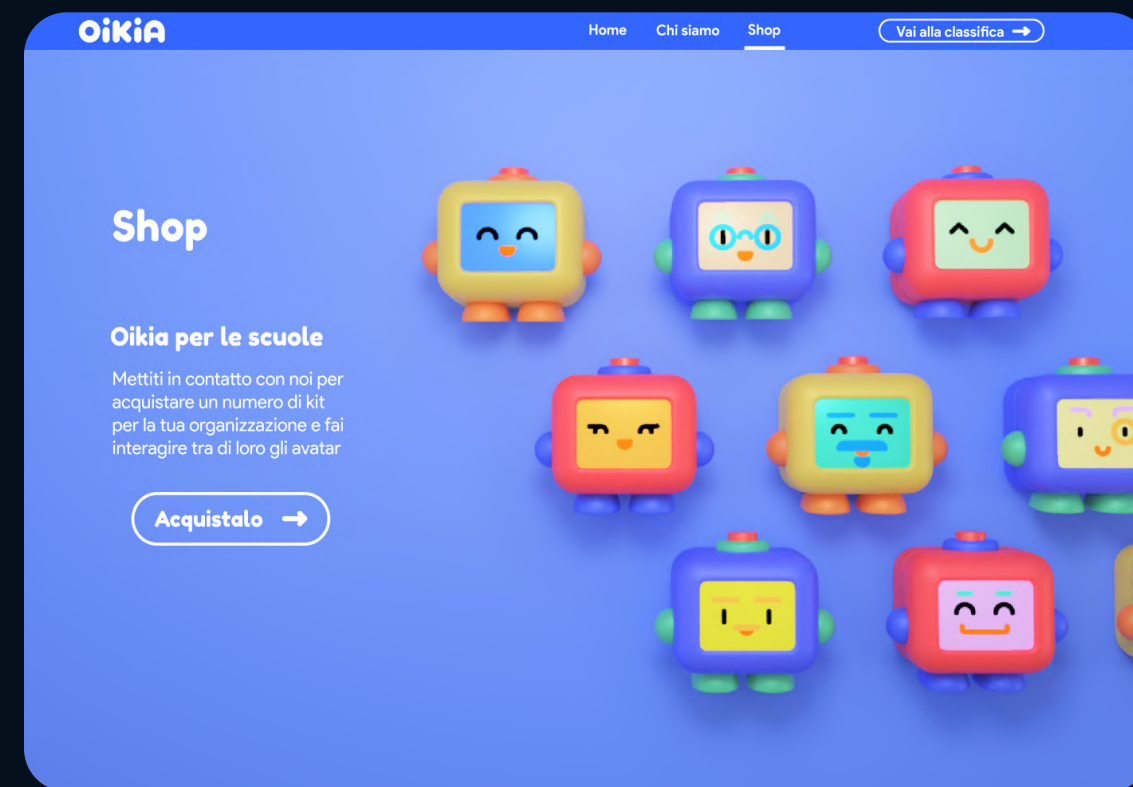 OiKiA
Home
Chi siamo
Shop
Vai alla classifica
Shop
Oikia per le scuole
Mettiti in contatto con noi per
acquistare un numero di kit
per la tua organizzazione e fai
interagire tra di loro gli avatar
Acquistalo